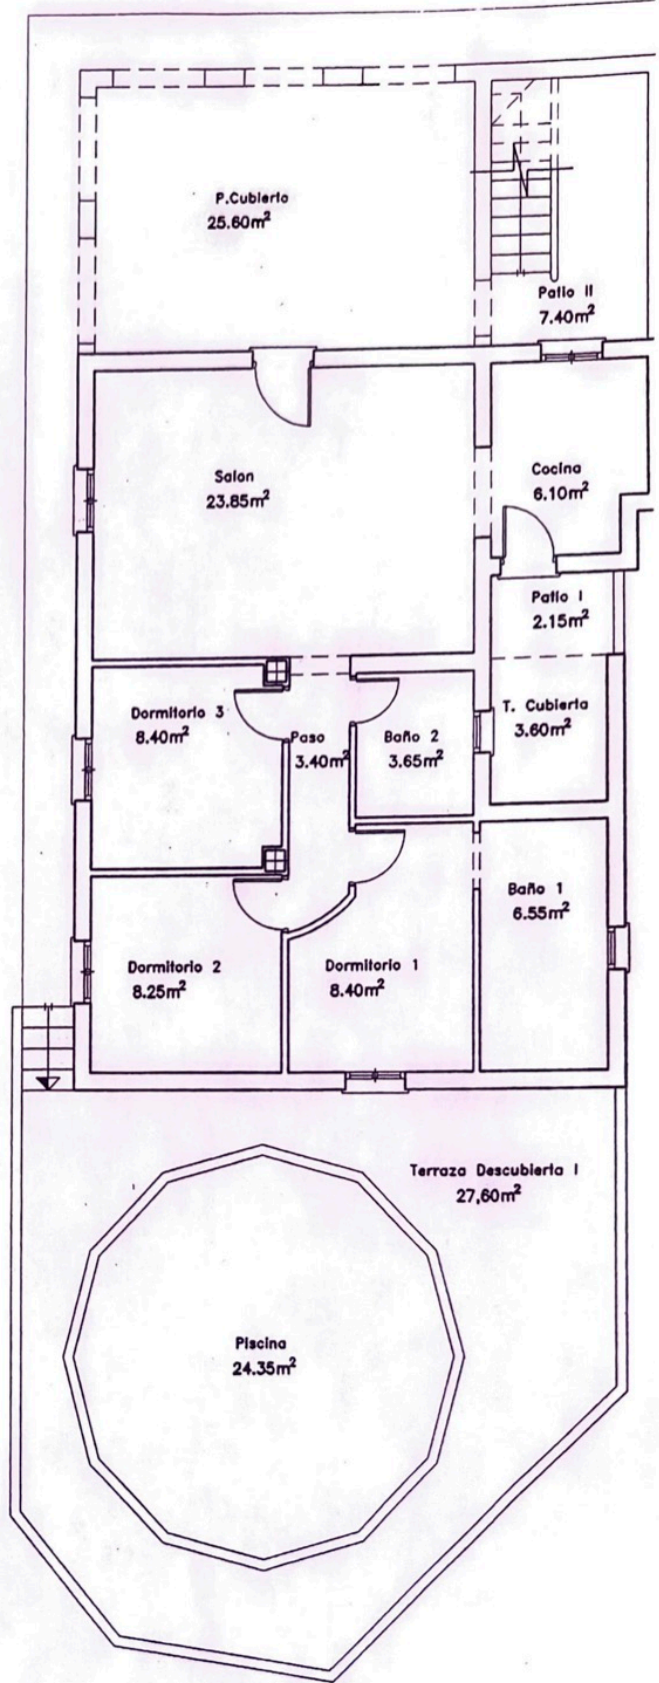 P.Cubierto
25.60m²
Patio II
7.40m²
Salon
23.85m²
Cocina
6.10m²
Patio I
2.15m²
Dormitorio 3
8.40m²
Paso
3.40m²
Baño 2
3.65m²
T. Cubierta
3.60m²
Baño 1
6.55m²
Dormitorio 2
8.25m²
Dormitorio 1
8.40m²
Terraza Descubierta I
27,60m²
Piscina
24.35m²